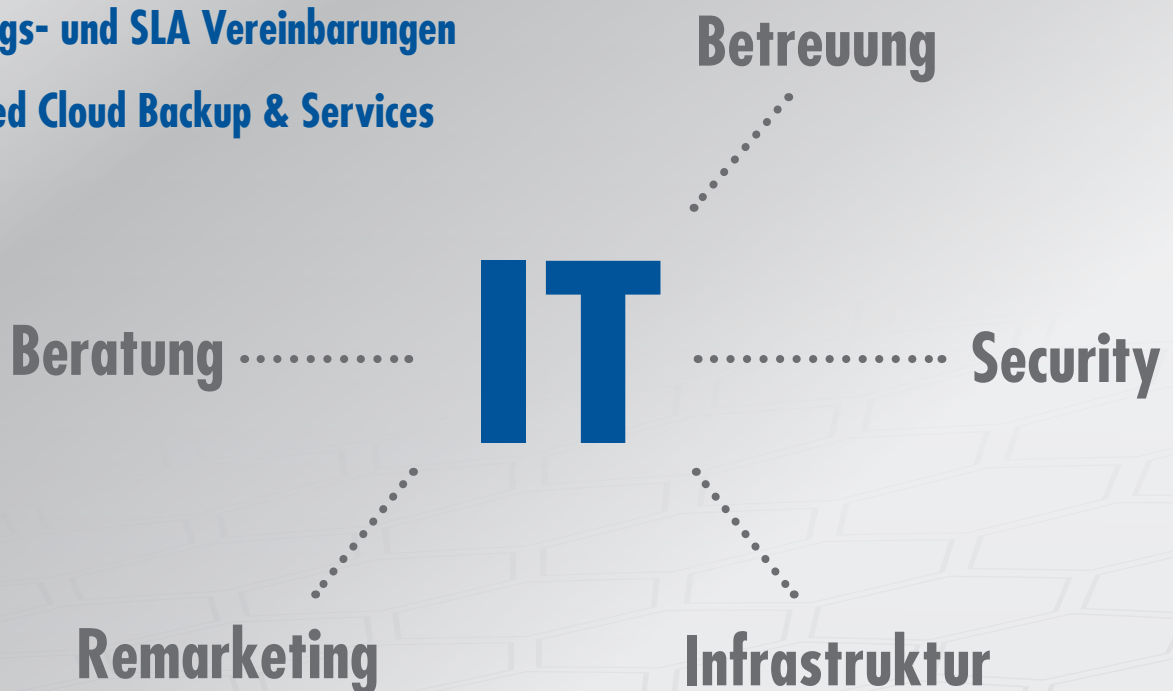 gs- und SLA Vereinbarungen
ed Cloud Backup & Services
Betreuung
IT
Beratung
Security
Remarketing
Infrastruktur